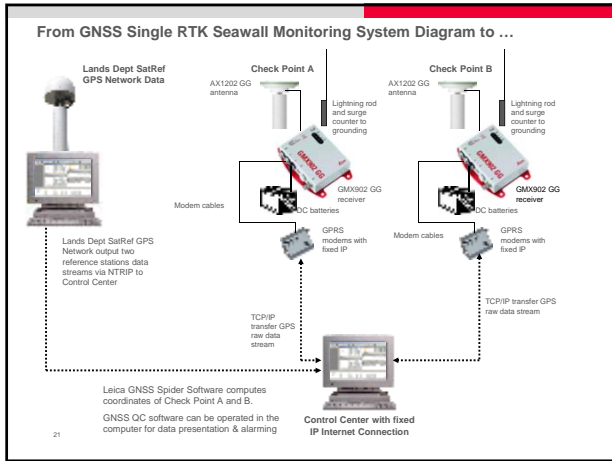 From GNSS Single RTK Seawall Monitoring System Diagram to …
Lands Dept SatRef
GPS Network Data
Check Point A
AX1202 GG
antenna
Lightning rod
and surge
counter to
grounding
GMX902 GG
GMX902 GG
receiver
DC batteries
Modem cables
GPRS
modems with
fixed IP
Check Point B
AX1202 GG
antenna
Lightning rod
and surge
counter to
grounding
GMX902 GG
GMX902 GG
receiver
DC batteries
Modem cables
GPRS
modems with
fixed IP
Lands Dept SatRef GPS
Network output two
reference stations data
streams via NTRIP to
Control Center
TCP/IP
transfer GPS
raw data
stream
TCP/IP transfer GPS
raw data stream
Leica GNSS Spider Software computes
coordinates of Check Point A and B.
GNSS QC software can be operated in the
computer for data presentation & alarming
Control Center with fixed
IP Internet Connection
21